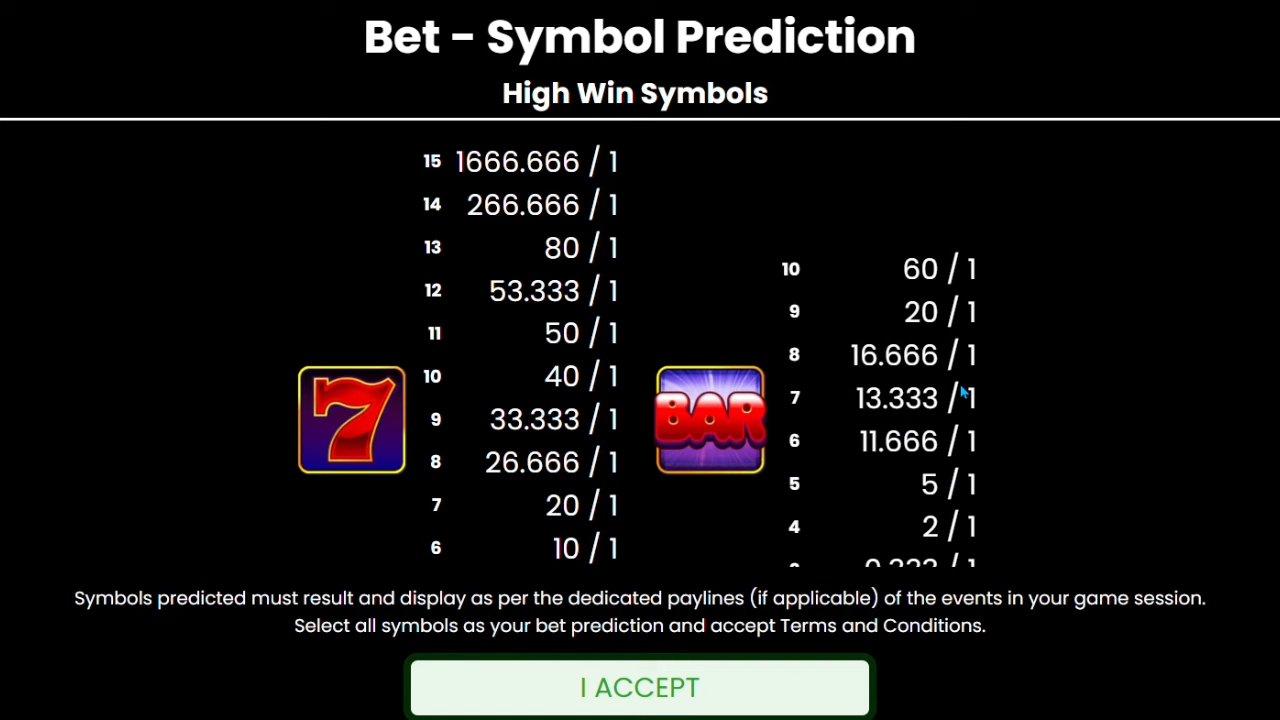 Bet - Symbol Prediction
High Win Symbols
15 1666.666 / 1
14 266.666 / 1
13 80 / 1
12 53.333 / 1
11 50 / 1
10 40 / 1
9 33.333 / 1
8 26.666 / 1
7 20 / 1
6 10 / 1
7
BAR
10 60 / 1
9 20 / 1
8 16.666 / 1
7 13.333 / 1
6 11.666 / 1
5 5 / 1
4 2 / 1
Symbols predicted must result and display as per the dedicated paylines (if applicable) of the events in your game session.
Select all symbols as your bet prediction and accept Terms and Conditions.
I ACCEPT